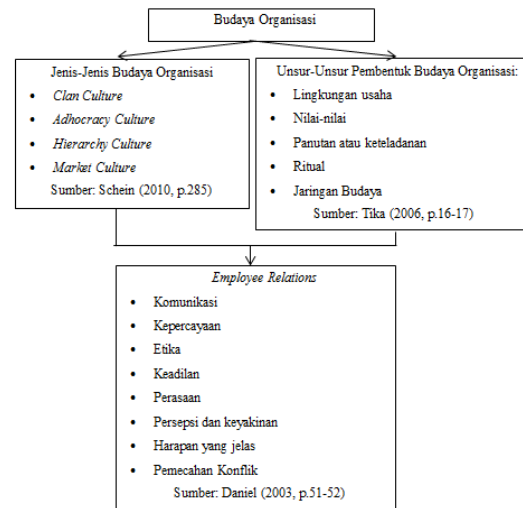 Budaya Organisasi
Jenis-Jenis Budaya Organisasi
• Clan Culture
• Adhocracy Culture
• Hierarchy Culture
• Market Culture
Sumber: Schein (2010, p.285)
Unsur-Unsur Pembentuk Budaya Organisasi:
• Lingkungan usaha
• Nilai-nilai
• Panutan atau keteladanan
• Ritual
• Jaringan Budaya
Sumber: Tika (2006, p.16-17)
Employee Relations
• Komunikasi
• Kepercayaan
• Etika
• Keadilan
• Perasaan
• Persepsi dan keyakinan
• Harapan yang jelas
• Pemecahan Konflik
Sumber: Daniel (2003, p.51-52)